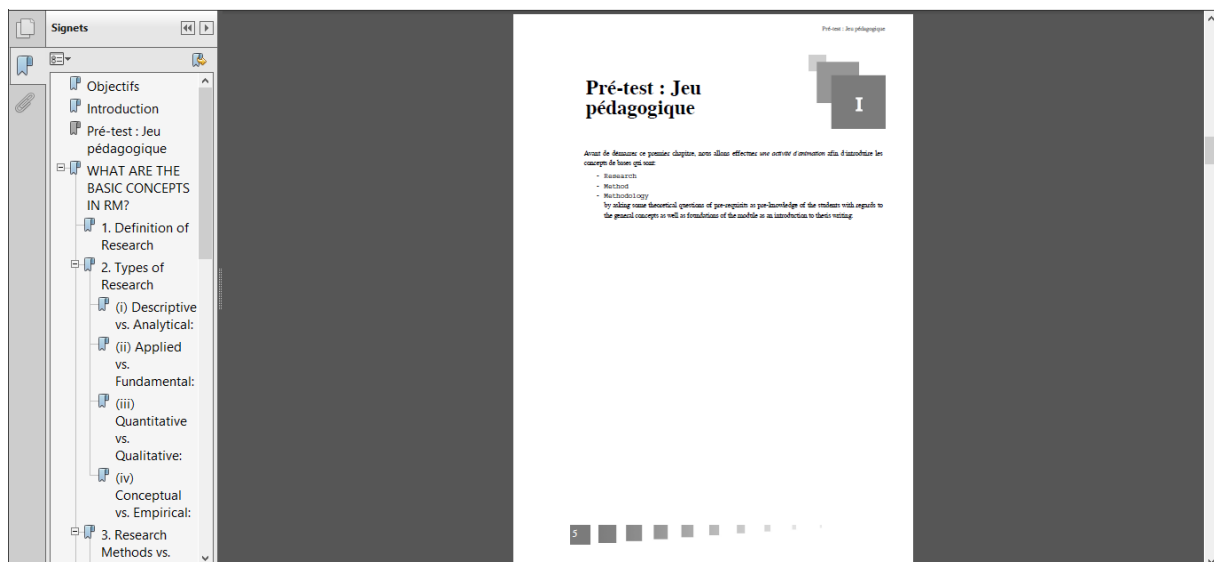 Signets
Objectifs
Introduction
Pré-test : Jeu
pédagogique
WHAT ARE THE
BASIC CONCEPTS
IN RM?
1. Definition of
Research
2. Types of
Research
(i) Descriptive
vs. Analytical:
(ii) Applied
vs.
Fundamental:
(iii)
Quantitative
vs.
Qualitative:
(iv)
Conceptual
vs. Empirical:
3. Research
Methods vs.
Pré-test : Jeu pédagogique
Pré-test : Jeu
pédagogique
I
Avant de démarrer ce premier chapitre, nous allons effectuer une activité d'animation afin d'introduire les
concepts de bases qui sont:
- Research
- Method
- Methodology
by asking some theoretical questions of pre-requisits as pre-knowledge of the students with regards to
the general concepts as well as foundations of the module as an introduction to thesis writing.
5